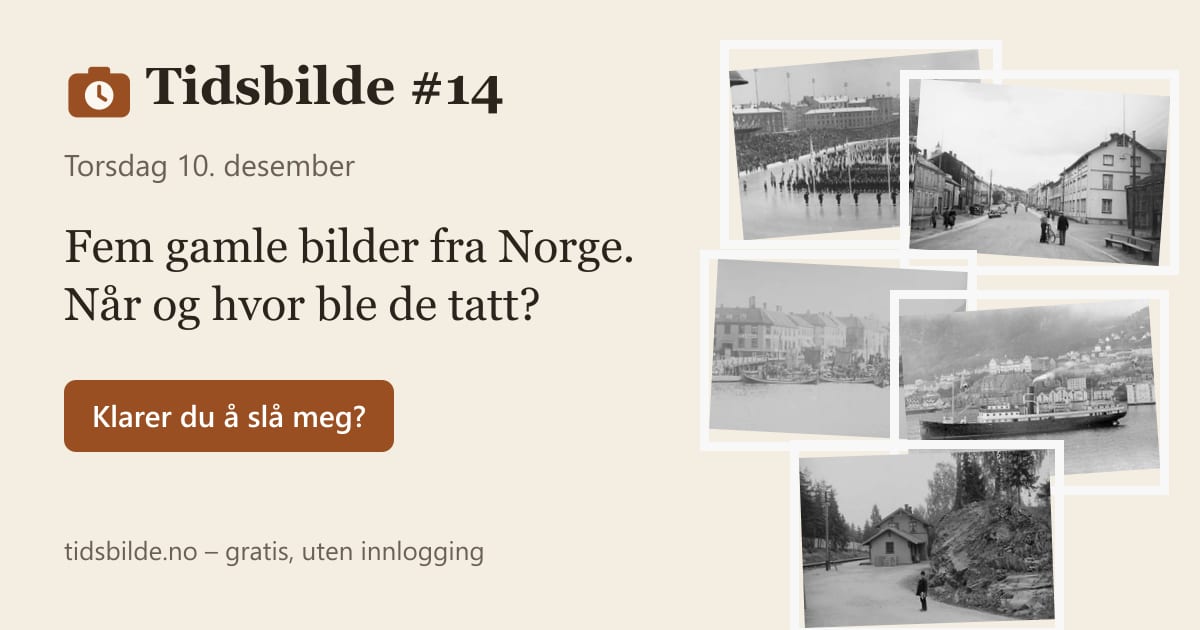 Tidsbilde #14
Torsdag 10. desember
Fem gamle bilder fra Norge.
Når og hvor ble de tatt?
Klarer du å slå meg?
tidsbilde.no – gratis, uten innlogging